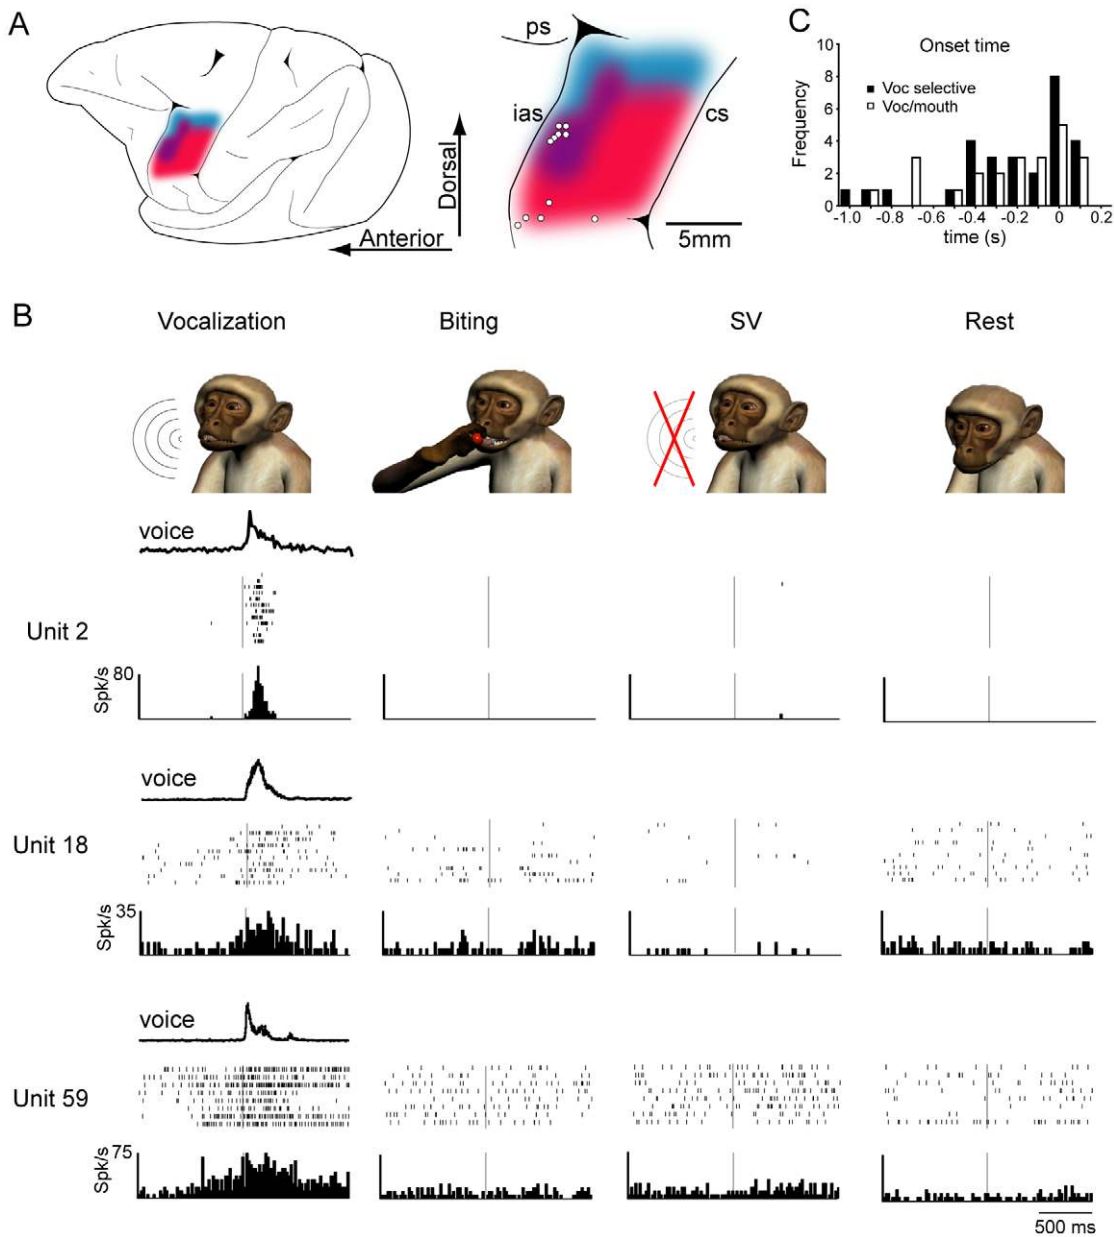 A
ps
ias
cs
Dorsal
Anterior
5mm
C
Onset time
Voc selective
Voc/mouth
Frequency
10
8
6
4
2
0
-1.0 -0.8 -0.6 -0.4 -0.2 0 0.2
time (s)
B
Vocalization Biting SV Rest
voice
Unit 2
Spk/s
80
voice
Unit 18
Spk/s
35
voice
Unit 59
Spk/s
75
500 ms